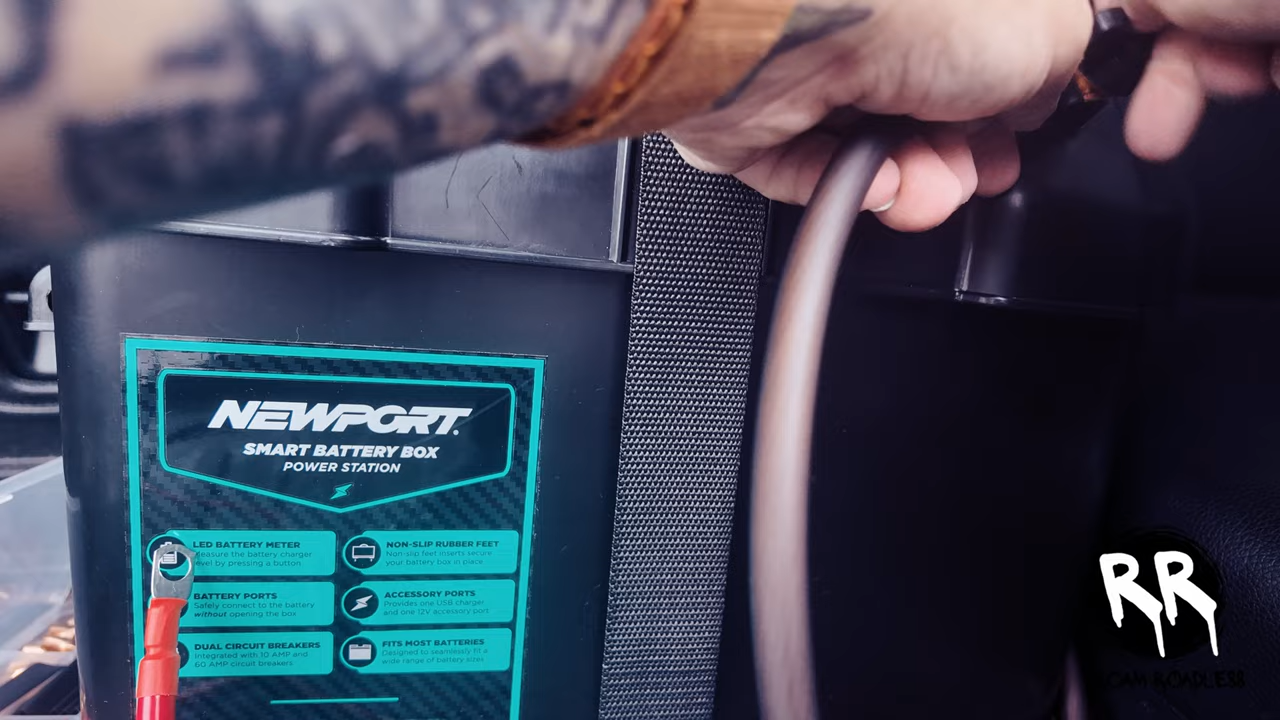 NEWPORT.
SMART BATTERY BOX
POWER STATION
LED BATTERY METER
Measure the battery charger
level by pressing a button.
NON-SLIP RUBBER FEET
Non-slip feet inserts secure
your battery box in place
BATTERY PORTS
Safely connect to the battery
without opening the box
ACCESSORY PORTS
Provides one USB charger
and one 12V accessory port
DUAL CIRCUIT BREAKERS
Integrated with 10 AMP and
60 AMP circuit breakers
FITS MOST BATTERIES
Designed to seamlessly fit a
wide range of battery sizes
RR
ROADLESS